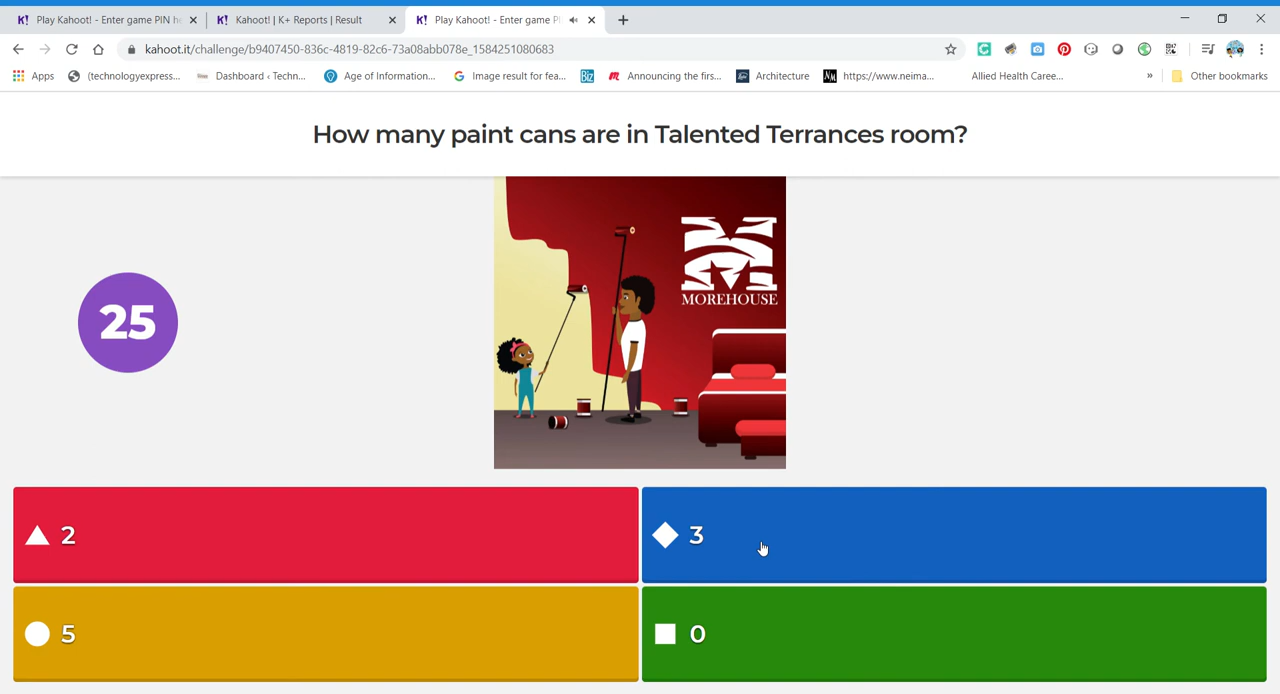 Play Kahoot! - Enter game PIN h
Kahoot! | K+ Reports | Result
Play Kahoot! - Enter game P
kahoot.it/challenge/b9407450-836c-4819-82c6-73a08abb078e_1584251080683
Apps
(technologyexpress...
Dashboard ‹ Techn...
Age of Information...
Image result for fea...
Biz
Announcing the firs...
Architecture
https://www.neima...
Allied Health Caree...
»
Other bookmarks
How many paint cans are in Talented Terrances room?
25
MOREHOUSE
2
3
5
0